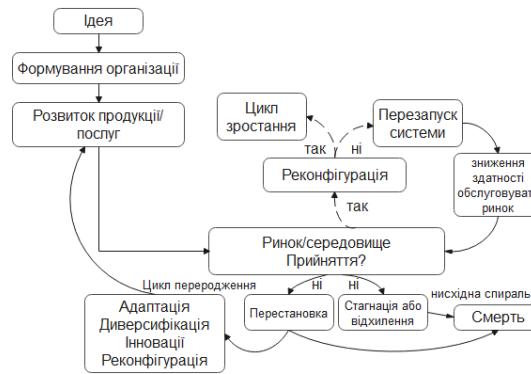 Ідея
Формування організації
Розвиток продукції/
послуг
Цикл
зростання
Перезапуск
системи
так
ні
Реконфігурація
зниження
здатності
обслуговувати
ринок
так
Ринок/середовище
Прийняття?
Цикл переродження
ні
ні
нисхідна спіраль
Адаптація
Диверсифікація
Інновації
Реконфігурація
Перестановка
Стагнація або
відхилення
Смерть